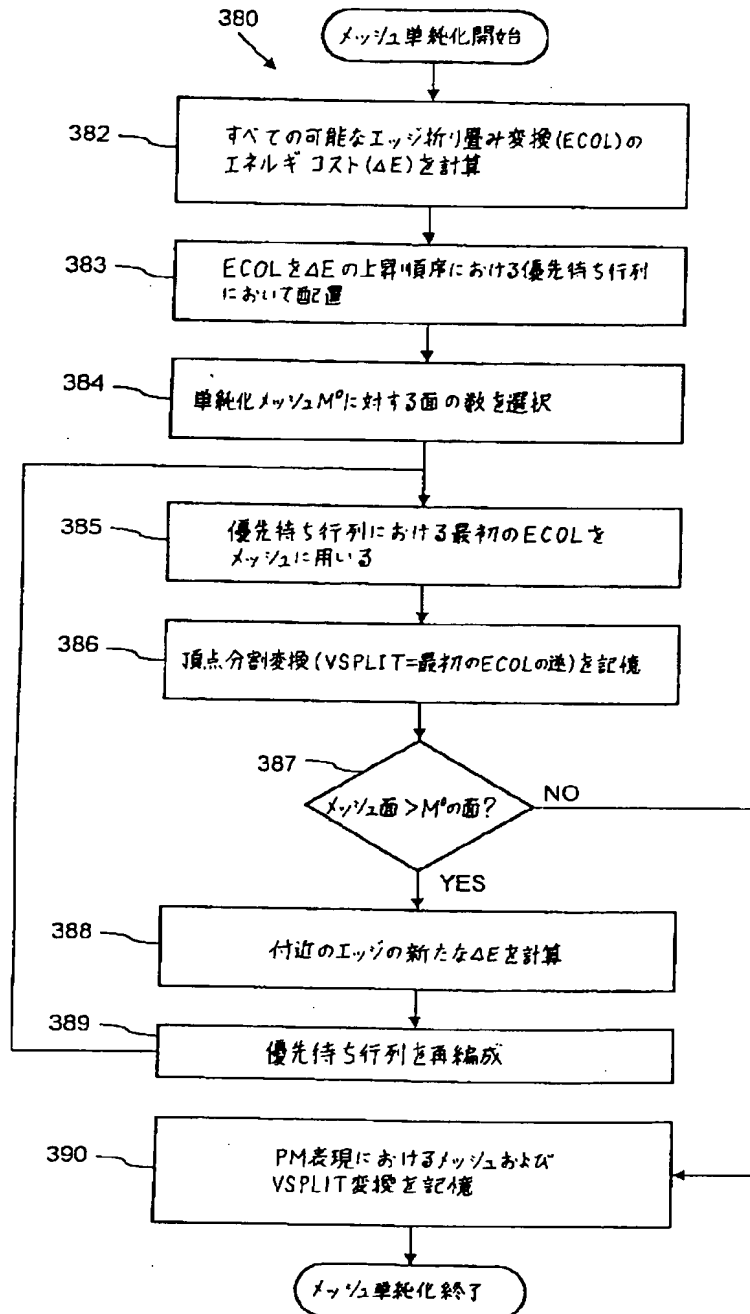 380
メッシュ単純化開始
382
すべての可能なエッジ折り畳み変換(ECOL)の
エネルギコスト(ΔE)を計算
383
ECOLをΔEの上昇順序における優先待ち行列
において配置
384
単純化メッシュM⁰に対する面の数を選択
385
優先待ち行列における最初のECOLを
メッシュに用いる
386
頂点分割変換(VSPLIT=最初のECOLの逆)を記憶
387
メッシュ面>M⁰の面?
NO
YES
388
付近のエッジの新たなΔEを計算
389
優先待ち行列を再編成
390
PM表現におけるメッシュおよび
VSPLIT変換を記憶
メッシュ単純化終了